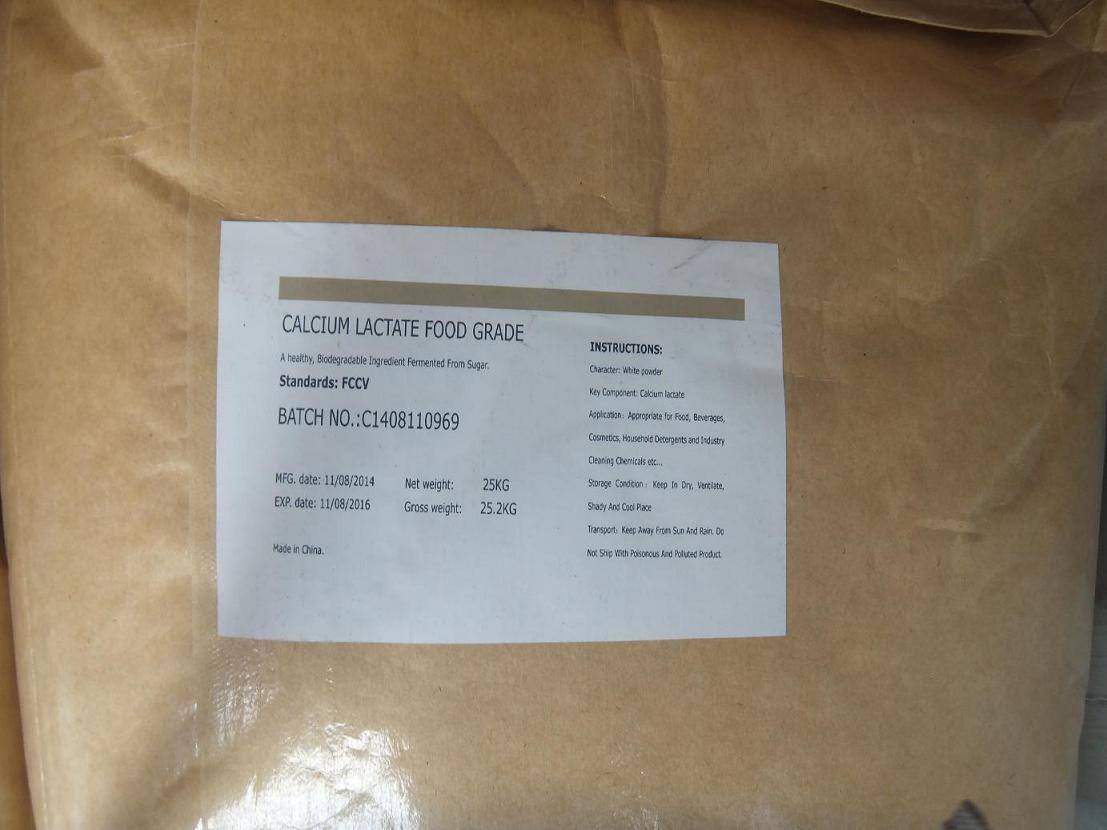 CALCIUM LACTATE FOOD GRADE
A healthy, Biodegradable Ingredient Fermented From Sugar.
Standards: FCCV
BATCH NO.:C1408110969
MFG. date: 11/08/2014 Net weight: 25KG
EXP. date: 11/08/2016 Gross weight: 25.2KG
Made in China.
INSTRUCTIONS:
Character: White powder
Key Component: Calcium lactate
Application: Appropriate for Food, Beverages,
Cosmetics, Household Detergents and Industry
Cleaning Chemicals etc...
Storage Condition: Keep In Dry, Ventilate,
Shady And Cool Place
Transport: Keep Away From Sun And Rain. Do
Not Ship With Poisonous And Polluted Product.